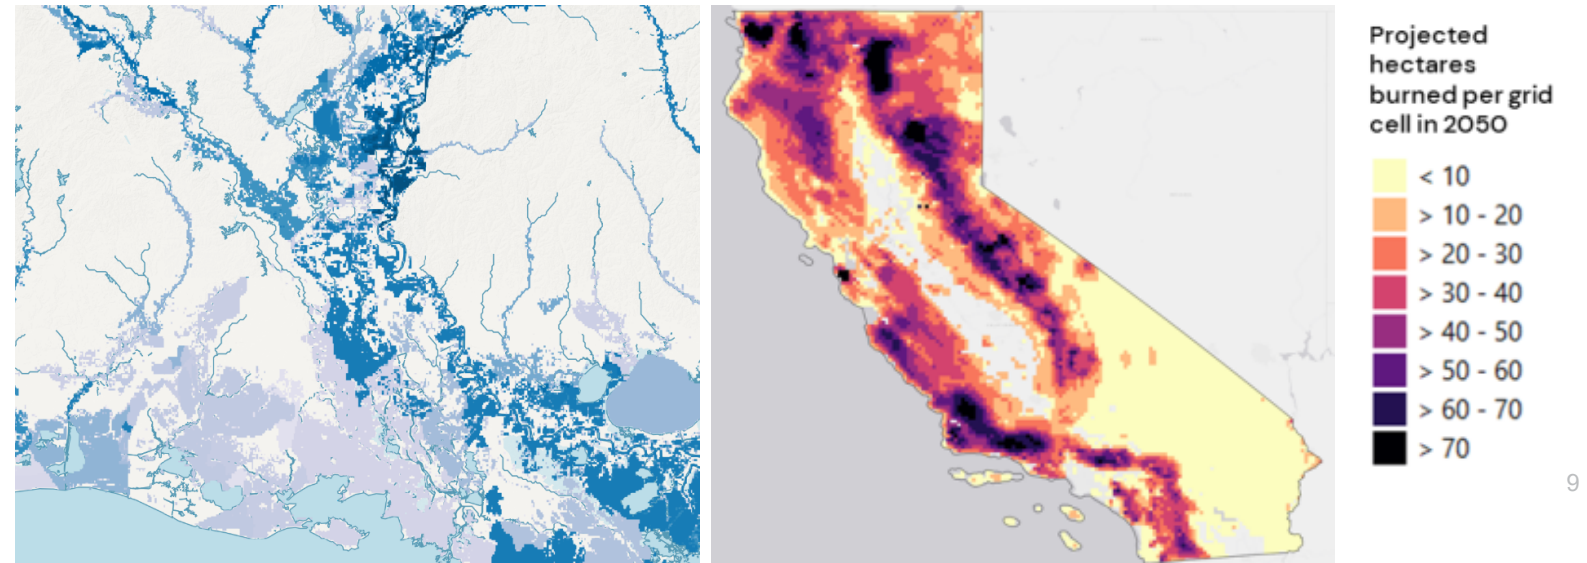 Projected
hectares
burned per grid
cell in 2050
< 10
> 10 - 20
> 20 - 30
> 30 - 40
> 40 - 50
> 50 - 60
> 60 - 70
> 70
9